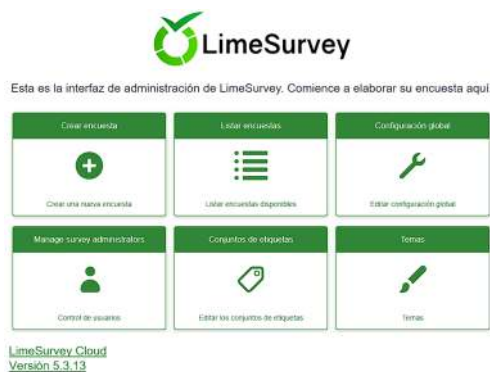 LimeSurvey
Esta es la interfaz de administración de LimeSurvey. Comience a elaborar su encuesta aquí
Crear encuesta
Listar encuestas
Configuración global
Crear una nueva encuesta
Listar encuestas disponibles
Editar configuración global
Manage survey administrators
Conjuntos de etiquetas
Temas
Control de usuarios
Editar los conjuntos de etiquetas
Temas
LimeSurvey Cloud
Versión 5.3.13